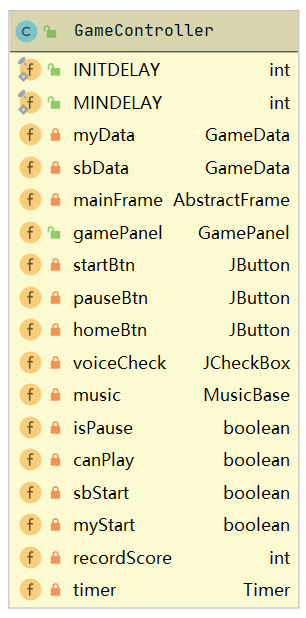 C GameController
f INITDELAY int
f MINDELAY int
f myData GameData
f sbData GameData
f mainFrame AbstractFrame
f gamePanel GamePanel
f startBtn JButton
f pauseBtn JButton
f homeBtn JButton
f voiceCheck JCheckBox
f music MusicBase
f isPause boolean
f canPlay boolean
f sbStart boolean
f myStart boolean
f recordScore int
f timer Timer